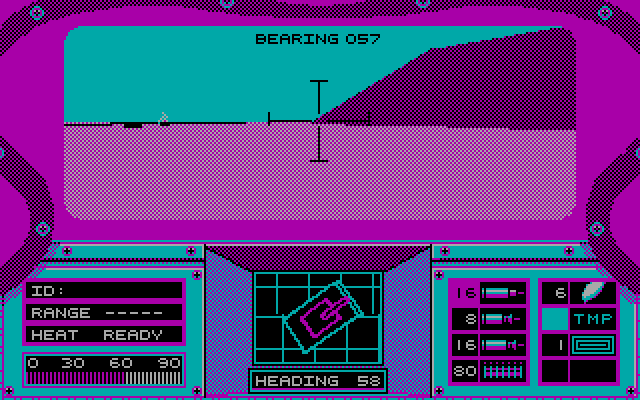 BEARING 057
ID:
RANGE -----
HEAT READY
0 30 60 90
HEADING 58
16
8
16
80
6
TMP
1